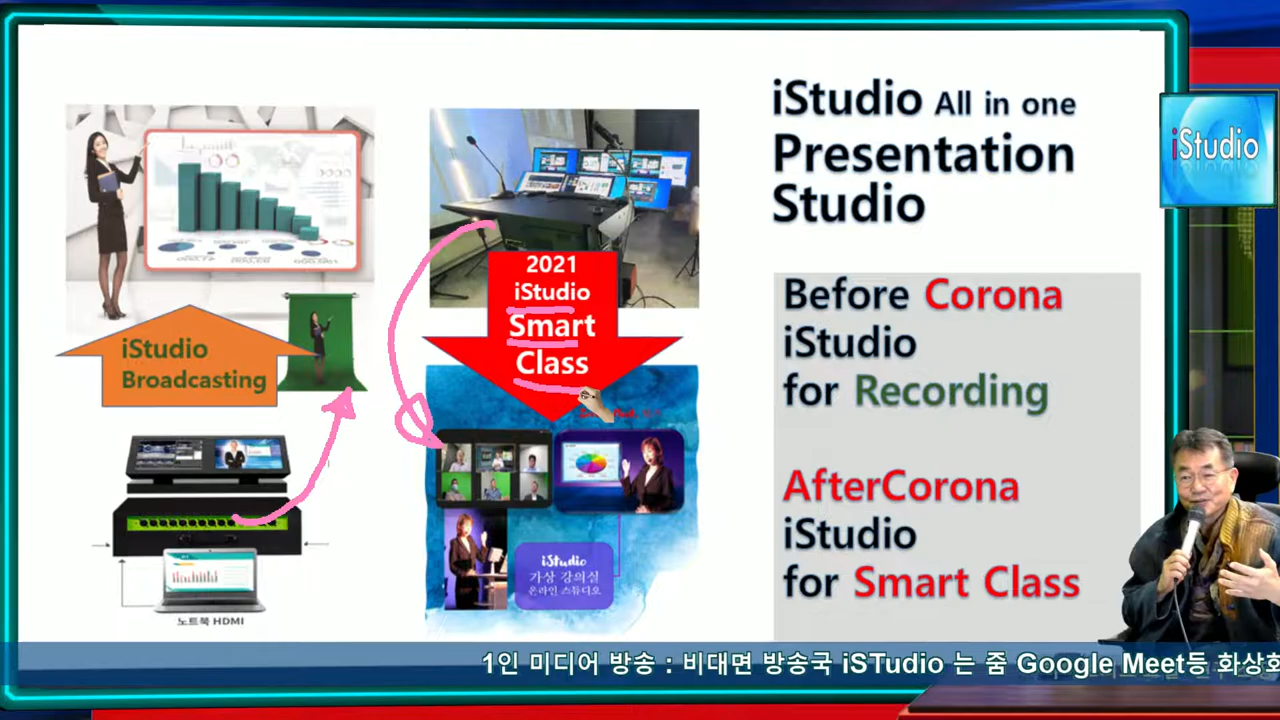 iStudio All in one
Presentation
Studio
iStudio
Before Corona
iStudio
for Recording
AfterCorona
iStudio
for Smart Class
2021
iStudio
Smart
Class
iStudio
Broadcasting
노트북 HDMI
iStudio
가상 강의실
온라인 스튜디오
1인 미디어 방송 : 비대면 방송국 iSTudio 는 줌 Google Meet등 화상